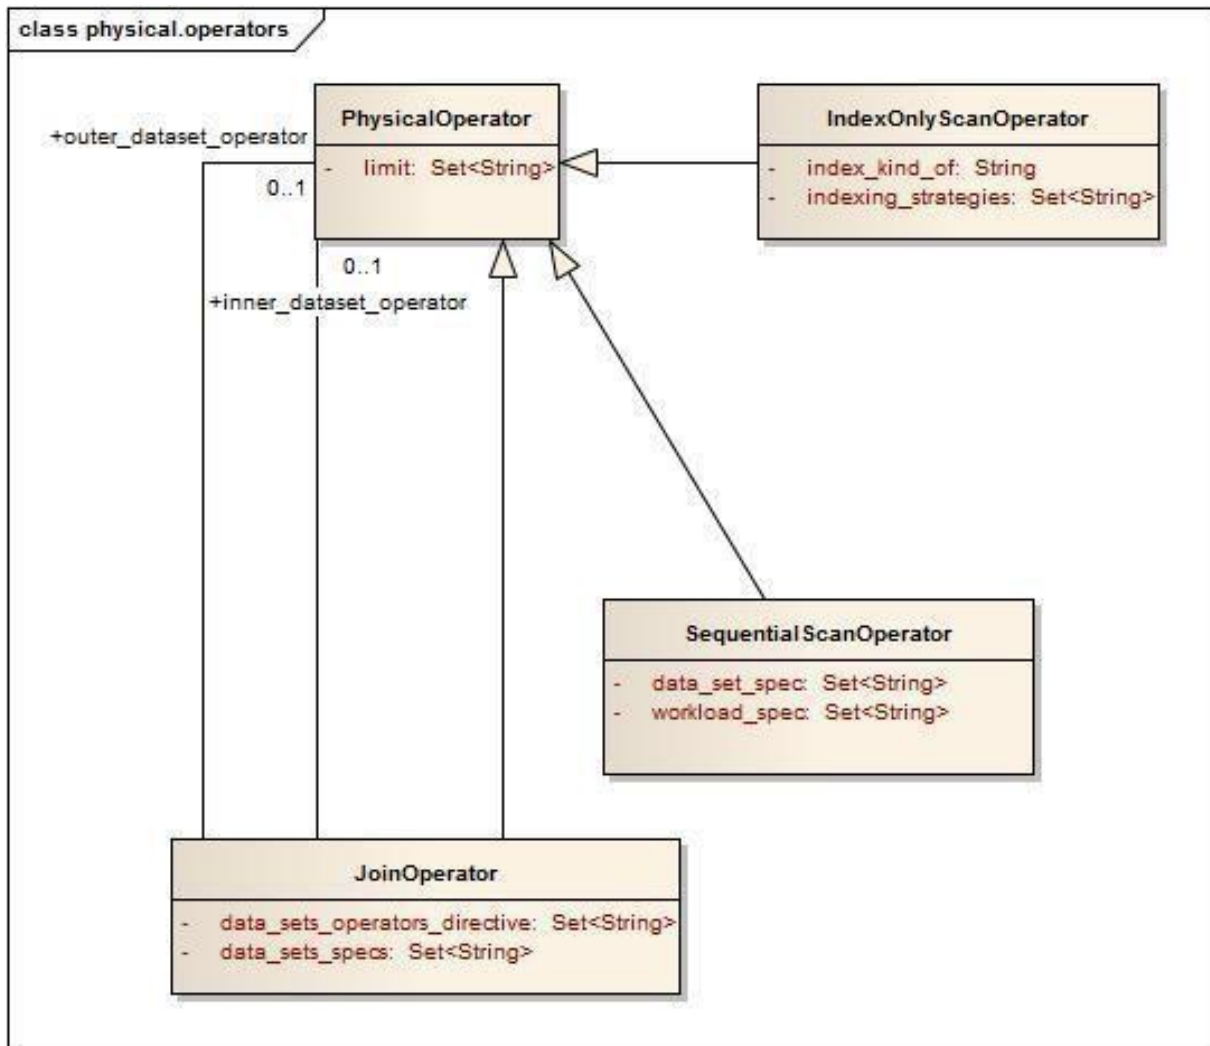 class physical.operators
PhysicalOperator
- limit: Set<String>
IndexOnlyScanOperator
- index_kind_of: String
- indexing_strategies: Set<String>
+outer_dataset_operator
0..1
0..1
+inner_dataset_operator
SequentialScanOperator
- data_set_spec: Set<String>
- workload_spec: Set<String>
JoinOperator
- data_sets_operators_directive: Set<String>
- data_sets_specs: Set<String>